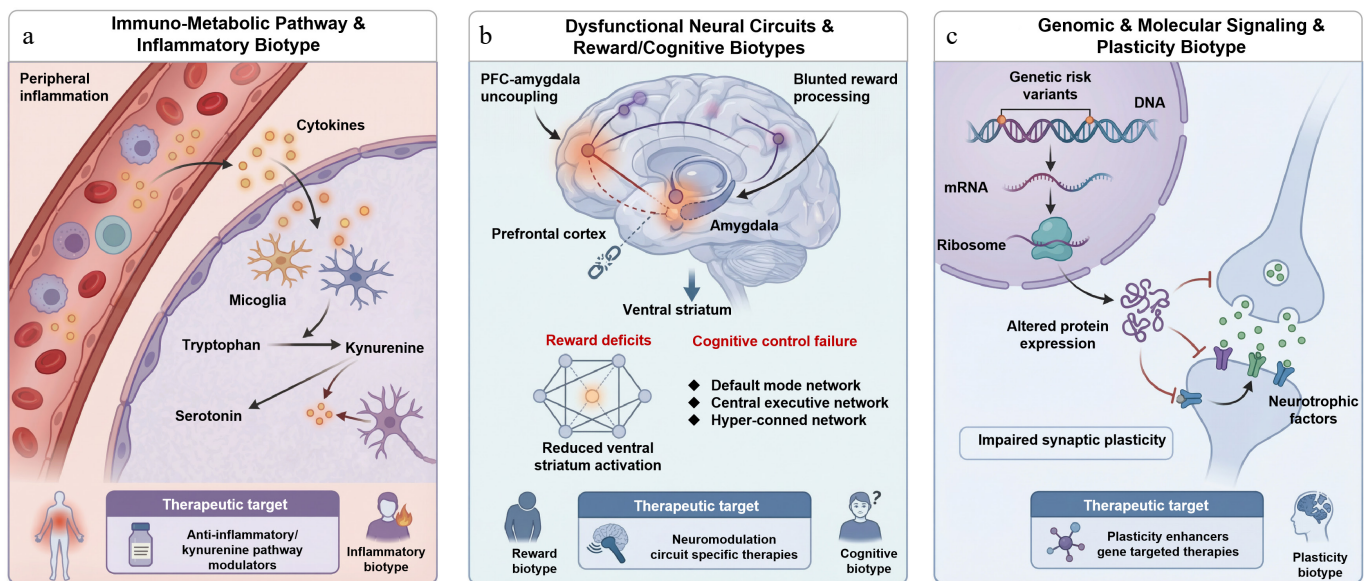 a
Immuno-Metabolic Pathway &
Inflammatory Biotype
Peripheral
inflammation
Cytokines
Micoglia
Tryptophan
Kynurenine
Serotonin
Therapeutic target
Anti-inflammatory/
kynurenine pathway
modulators
Inflammatory
biotype
b
Dysfunctional Neural Circuits &
Reward/Cognitive Biotypes
PFC-amygdala
uncoupling
Blunted reward
processing
Prefrontal cortex
Amygdala
Ventral striatum
Reward deficits
Cognitive control failure
◆ Default mode network
◆ Central executive network
◆ Hyper-conned network
Reduced ventral
striatum activation
Reward
biotype
Therapeutic target
Neuromodulation
circuit specific therapies
?
Cognitive
biotype
c
Genomic & Molecular Signaling &
Plasticity Biotype
Genetic risk
variants
DNA
mRNA
Ribosome
Altered protein
expression
Neurotrophic
factors
Impaired synaptic plasticity
Therapeutic target
Plasticity enhancers
gene targeted therapies
Plasticity
biotype